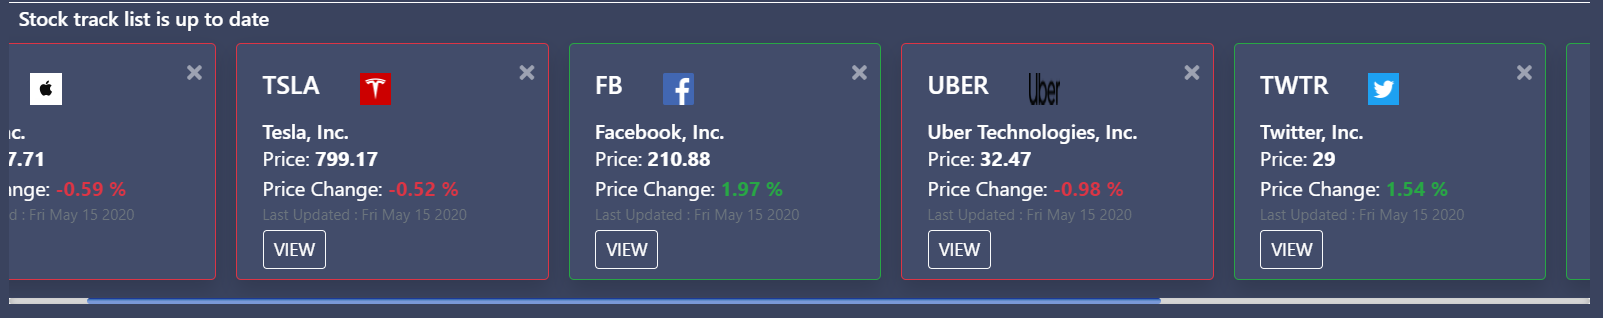 Stock track list is up to date
nc.
7.71
ange: -0.59 %
d : Fri May 15 2020
TSLA
Tesla, Inc.
Price: 799.17
Price Change: -0.52 %
Last Updated : Fri May 15 2020
VIEW
FB
Facebook, Inc.
Price: 210.88
Price Change: 1.97 %
Last Updated : Fri May 15 2020
VIEW
UBER
Uber
Uber Technologies, Inc.
Price: 32.47
Price Change: -0.98 %
Last Updated : Fri May 15 2020
VIEW
TWTR
Twitter, Inc.
Price: 29
Price Change: 1.54 %
Last Updated : Fri May 15 2020
VIEW